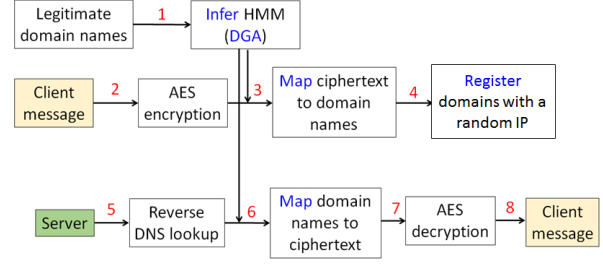 Legitimate
domain names
1
Infer HMM
(DGA)
Client
message
2
AES
encryption
3
Map ciphertext
to domain
names
4
Register
domains with a
random IP
Server
5
Reverse
DNS lookup
6
Map domain
names to
ciphertext
7
AES
decryption
8
Client
message